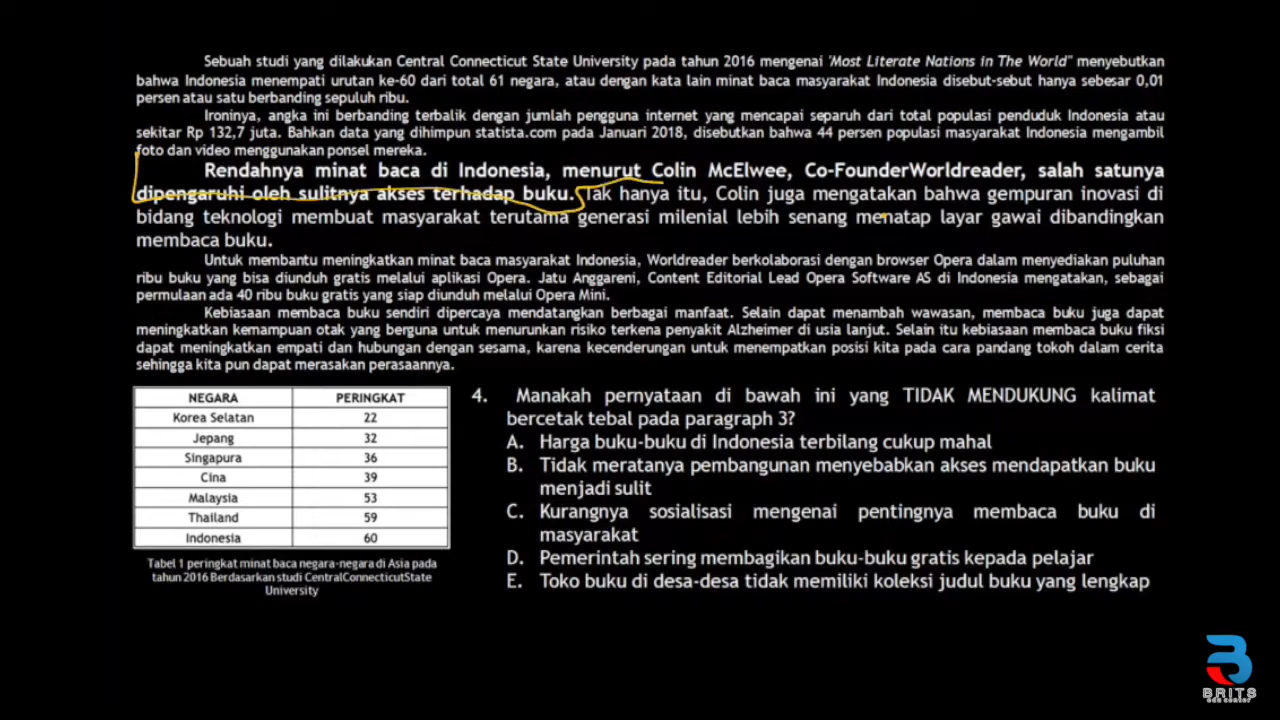 Sebuah studi yang dilakukan Central Connecticut State University pada tahun 2016 mengenai 'Most Literate Nations in The World" menyebutkan
bahwa Indonesia menempati urutan ke-60 dari total 61 negara, atau dengan kata lain minat baca masyarakat Indonesia disebut-sebut hanya sebesar 0,01
persen atau satu berbanding sepuluh ribu.
Ironinya, angka ini berbanding terbalik dengan jumlah pengguna internet yang mencapai separuh dari total populasi penduduk Indonesia atau
sekitar Rp 132,7 juta. Bahkan data yang dihimpun statista.com pada Januari 2018, disebutkan bahwa 44 persen populasi masyarakat Indonesia mengambil
foto dan video menggunakan ponsel mereka.
Rendahnya minat baca di Indonesia, menurut Colin McElwee, Co-FounderWorldreader, salah satunya
dipengaruhi oleh sulitnya akses terhadap buku. Tak hanya itu, Colin juga mengatakan bahwa gempuran inovasi di
bidang teknologi membuat masyarakat terutama generasi milenial lebih senang menatap layar gawai dibandingkan
membaca buku.
Untuk membantu meningkatkan minat baca masyarakat Indonesia, Worldreader berkolaborasi dengan browser Opera dalam menyediakan puluhan
ribu buku yang bisa diunduh gratis melalui aplikasi Opera. Jatu Anggareni, Content Editorial Lead Opera Software AS di Indonesia mengatakan, sebagai
permulaan ada 40 ribu buku gratis yang siap diunduh melalui Opera Mini.
Kebiasaan membaca buku sendiri dipercaya mendatangkan berbagai manfaat. Selain dapat menambah wawasan, membaca buku juga dapat
meningkatkan kemampuan otak yang berguna untuk menurunkan risiko terkena penyakit Alzheimer di usia lanjut. Selain itu kebiasaan membaca buku fiksi
dapat meningkatkan empati dan hubungan dengan sesama, karena kecenderungan untuk menempatkan posisi kita pada cara pandang tokoh dalam cerita
sehingga kita pun dapat merasakan perasaannya.
NEGARA PERINGKAT
Korea Selatan 22
Jepang 32
Singapura 36
Cina 39
Malaysia 53
Thailand 59
Indonesia 60
Tabel 1 peringkat minat baca negara-negara di Asia pada
tahun 2016 Berdasarkan studi CentralConnecticutState
University
4. Manakah pernyataan di bawah ini yang TIDAK MENDUKUNG kalimat
bercetak tebal pada paragraph 3?
A. Harga buku-buku di Indonesia terbilang cukup mahal
B. Tidak meratanya pembangunan menyebabkan akses mendapatkan buku
menjadi sulit
C. Kurangnya sosialisasi mengenai pentingnya membaca buku di
masyarakat
D. Pemerintah sering membagikan buku-buku gratis kepada pelajar
E. Toko buku di desa-desa tidak memiliki koleksi judul buku yang lengkap
BRITS
edu center